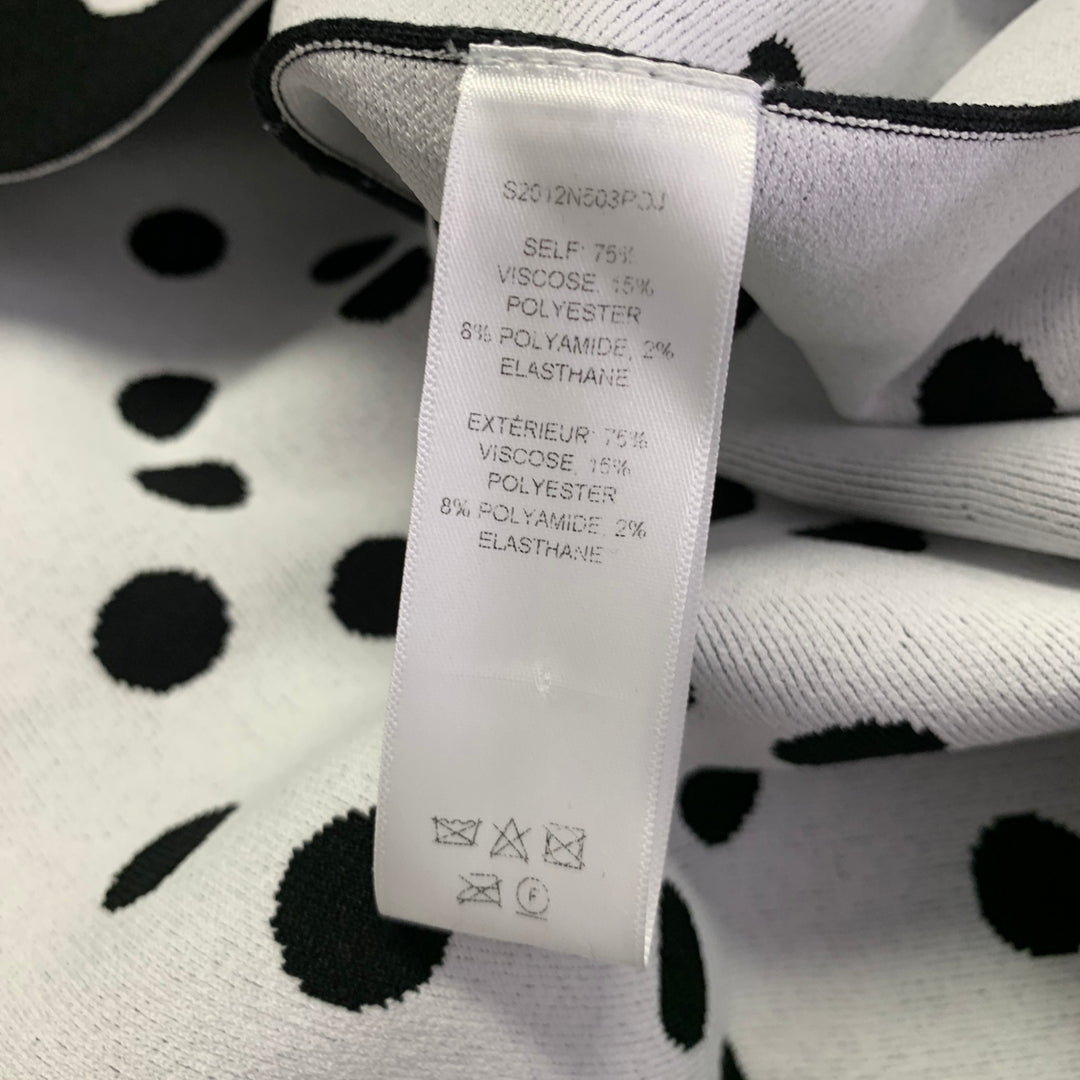 S2012N503PDJ
SELF: 75%
VISCOSE, 15%
POLYESTER
8% POLYAMIDE, 2%
ELASTHANE
EXTÉRIEUR: 75%
VISCOSE, 15%
POLYESTER
8% POLYAMIDE, 2%
ELASTHANE
F